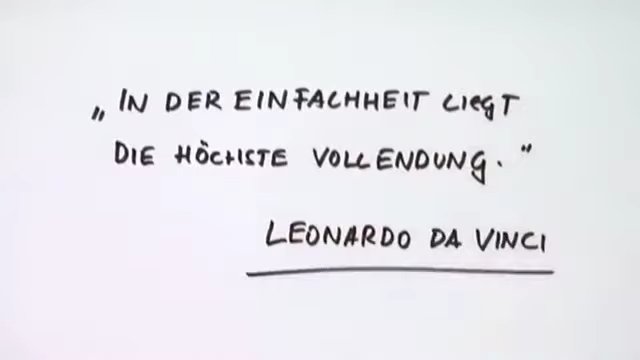 „IN DER EINFACHHEIT LIEGT
DIE HÖCHSTE VOLLENDUNG."
LEONARDO DA VINCI